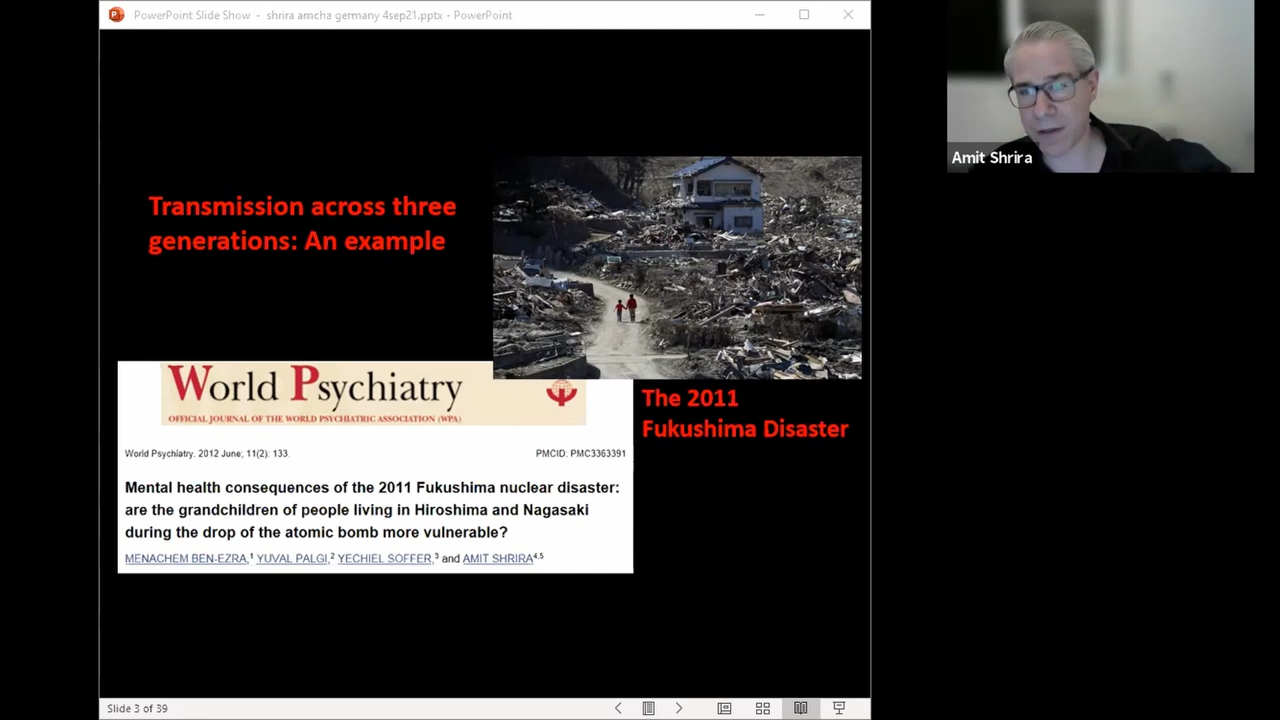 PowerPoint Slide Show - shrira amcha germany 4sep21.pptx - PowerPoint
Amit Shrira
Transmission across three
generations: An example
World Psychiatry
OFFICIAL JOURNAL OF THE WORLD PSYCHIATRIC ASSOCIATION (WPA)
The 2011
Fukushima Disaster
World Psychiatry. 2012 June; 11(2): 133.
PMCID: PMC3363391
Mental health consequences of the 2011 Fukushima nuclear disaster:
are the grandchildren of people living in Hiroshima and Nagasaki
during the drop of the atomic bomb more vulnerable?
MENACHEM BEN-EZRA,1 YUVAL PALGI,2 YECHIEL SOFFER,3 and AMIT SHRIRA4,5
Slide 3 of 39